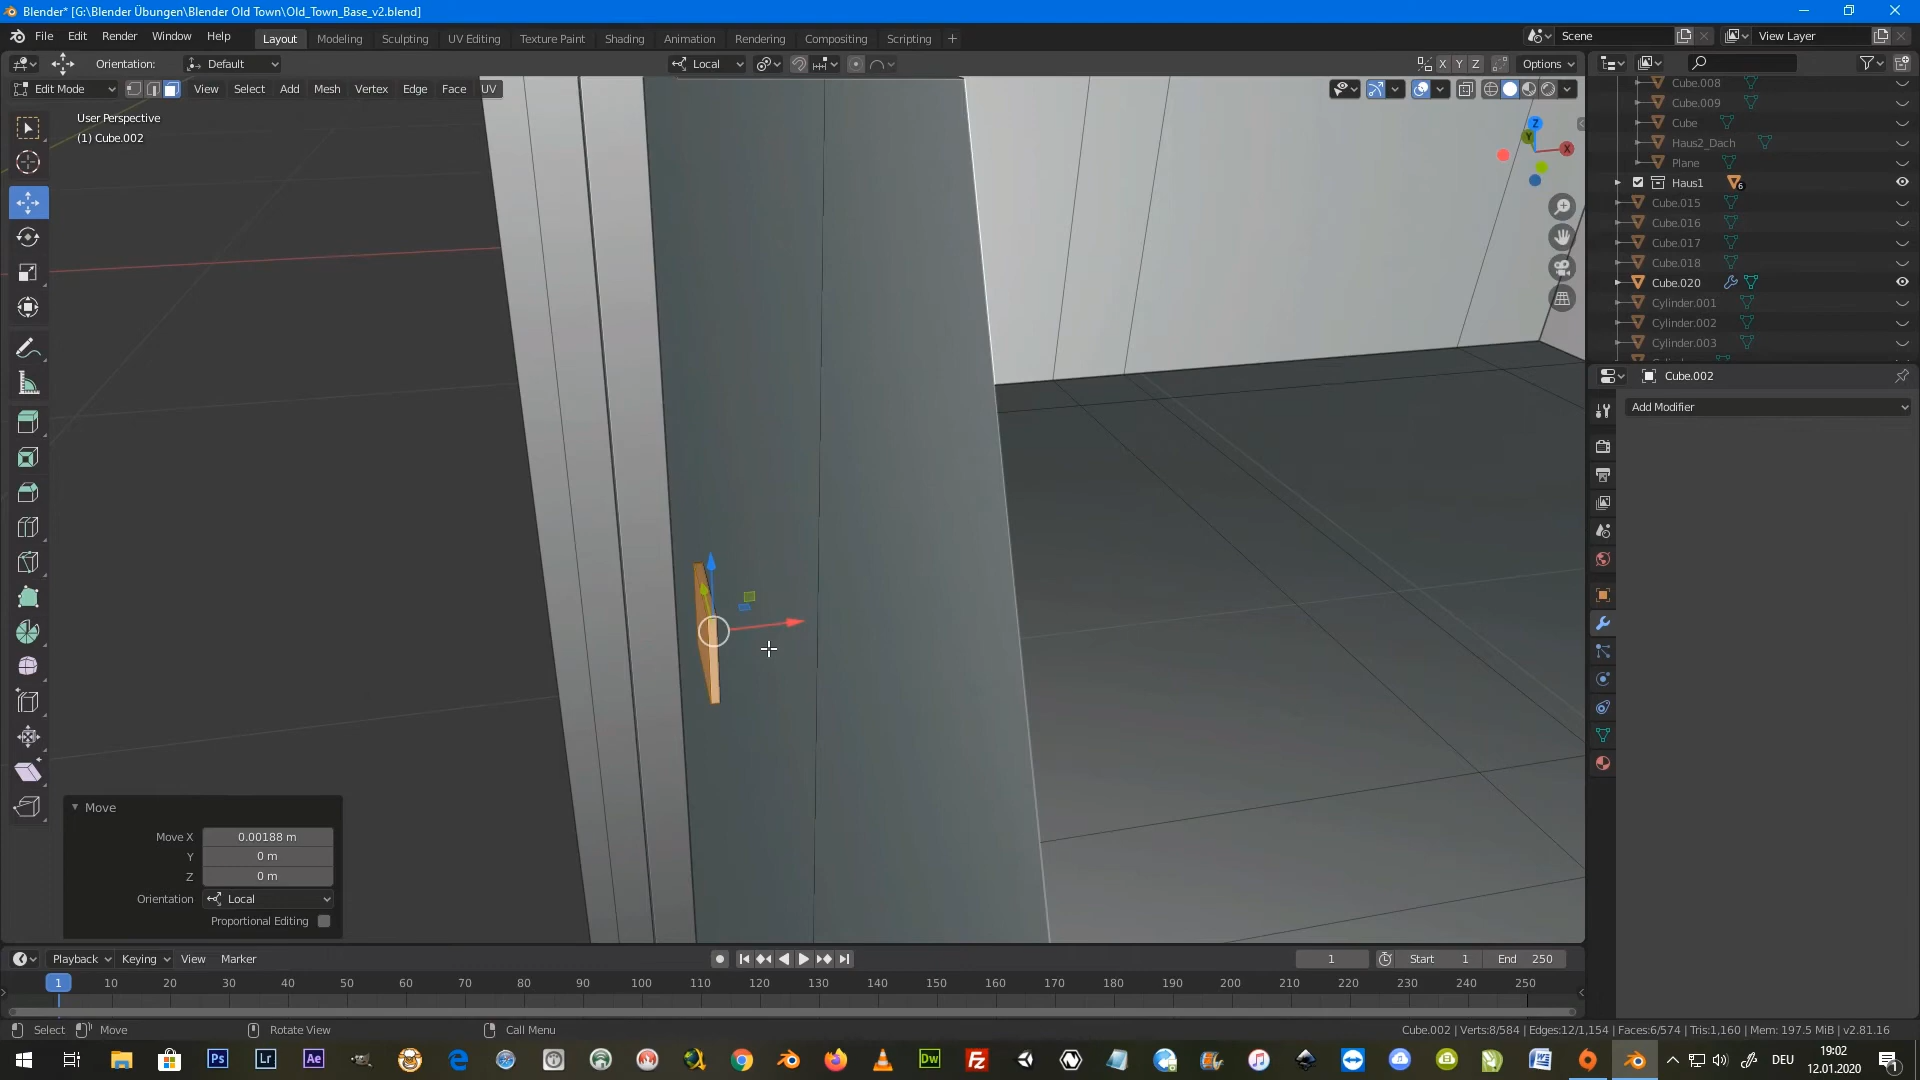 Blender* [G:\Blender Übungen\Blender Old Town\Old_Town_Base_v2.blend]
File Edit Render Window Help Layout Modeling Sculpting UV Editing Texture Paint Shading Animation Rendering Compositing Scripting + Scene View Layer
Orientation: Default Local X Y Z Options
Edit Mode View Select Add Mesh Vertex Edge Face UV
User Perspective
(1) Cube.002
Z
Y
X
Cube.008
Cube.009
Cube
Haus2_Dach
Plane
Haus1 6
Cube.015
Cube.016
Cube.017
Cube.018
Cube.020
Cylinder.001
Cylinder.002
Cylinder.003
Cube.002
Add Modifier
Move
Move X 0.00188 m
Y 0 m
Z 0 m
Orientation Local
Proportional Editing
Playback Keying View Marker 1 Start 1 End 250
1 10 20 30 40 50 60 70 80 90 100 110 120 130 140 150 160 170 180 190 200 210 220 230 240 250
Select Move Rotate View Call Menu Cube.002 | Verts:8/584 | Edges:12/1,154 | Faces:6/574 | Tris:1,160 | Mem: 197.5 MiB | v2.81.16
Ps Lr Ae Dw Fz W DEU 19:02
12.01.2020 1